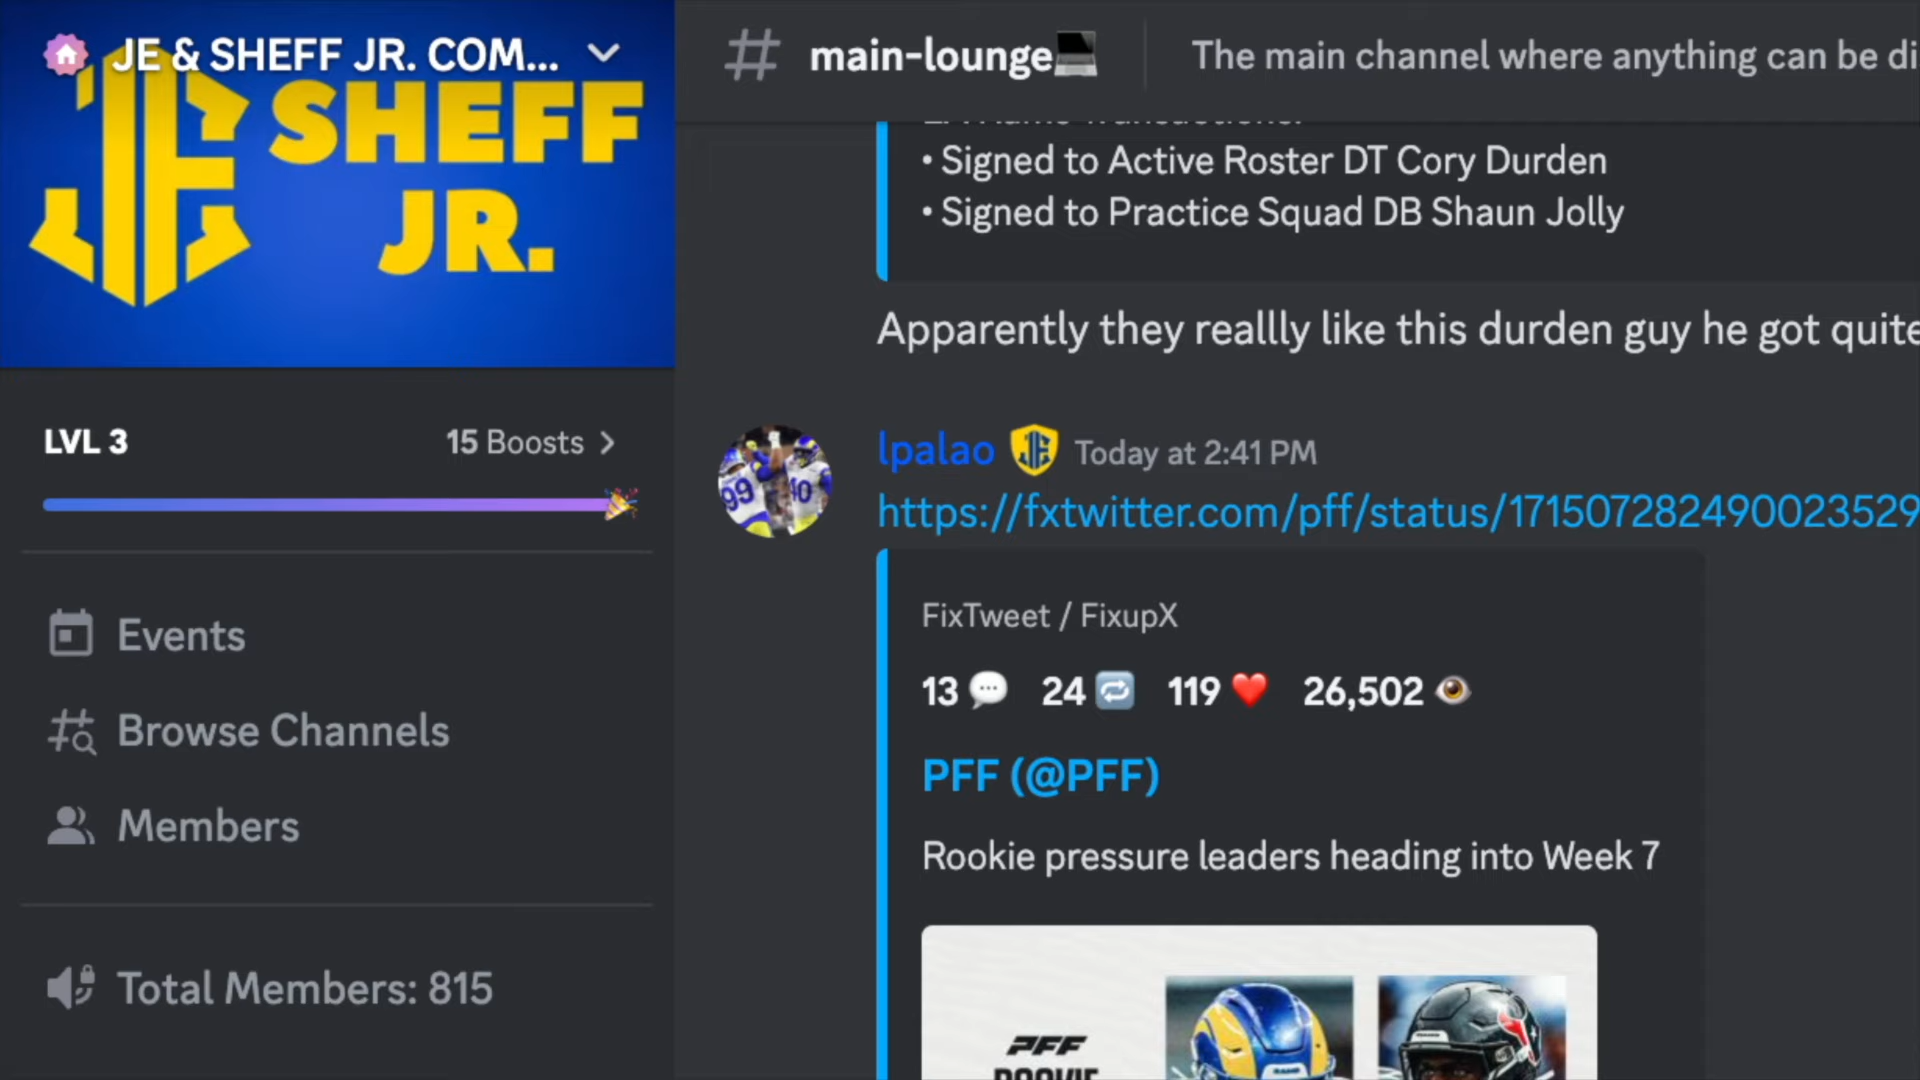 JE & SHEFF JR. COM...
SHEFF
JR.
LVL 3
15 Boosts
Events
Browse Channels
Members
Total Members: 815
main-lounge
The main channel where anything can be di
• Signed to Active Roster DT Cory Durden
• Signed to Practice Squad DB Shaun Jolly
Apparently they reallly like this durden guy he got quite
lpalao Today at 2:41 PM
https://fxtwitter.com/pff/status/171507282490023529
FixTweet / FixupX
13 24 119 26,502
PFF (@PFF)
Rookie pressure leaders heading into Week 7
PFF
ROOKIE